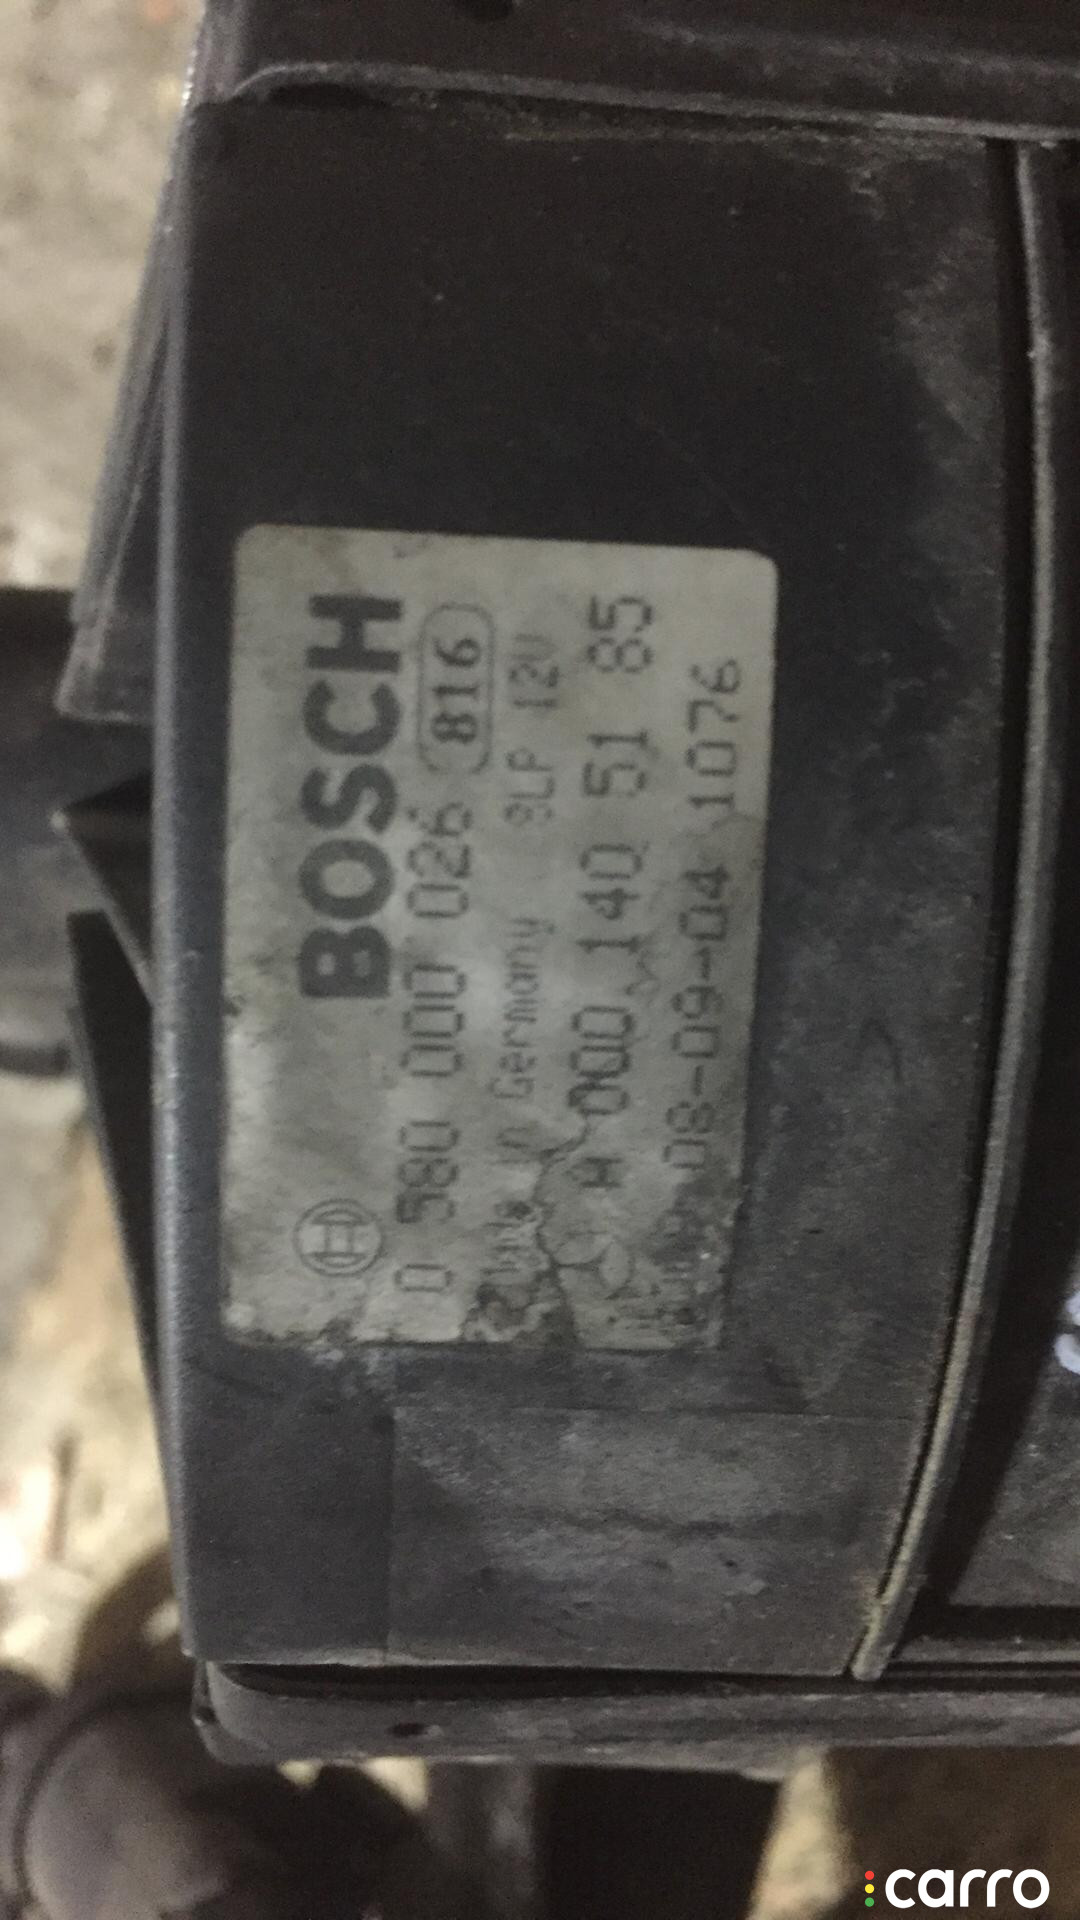 BOSCH
0 580 000 026 816
Made in Germany 9LP 12V
A 000 140 51 85
08-09-04 1076
carro